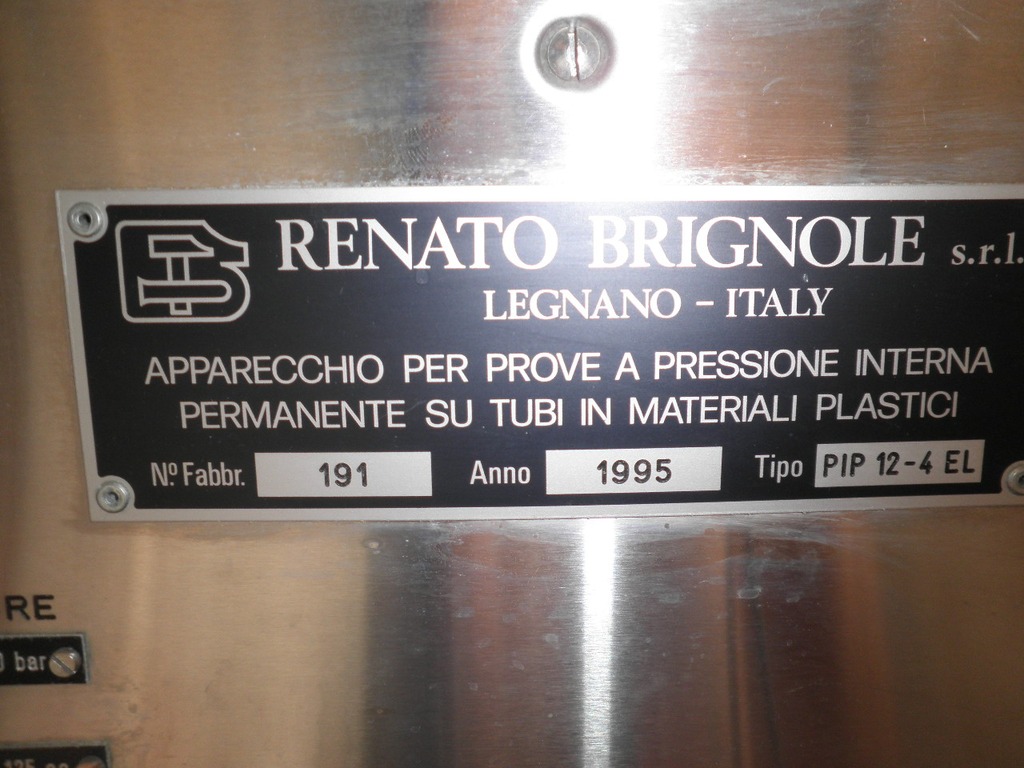 RENATO BRIGNOLE s.r.l.
LEGNANO - ITALY
APPARECCHIO PER PROVE A PRESSIONE INTERNA
PERMANENTE SU TUBI IN MATERIALI PLASTICI
N.º Fabbr. 191 Anno 1995 Tipo PIP 12-4 EL
RE
bar